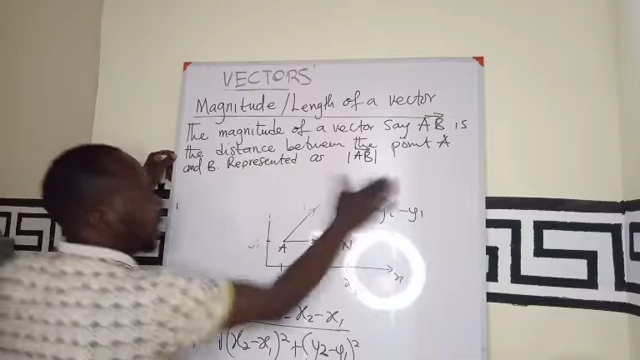 VECTORS
Magnitude/Length of a vector
The magnitude of a vector say AB is
the distance between the point A
and B. Represented as |AB|
y₂-y₁
A N
x
x₂-x₁
√(x₂-x₁)²+(y₂-y₁)²